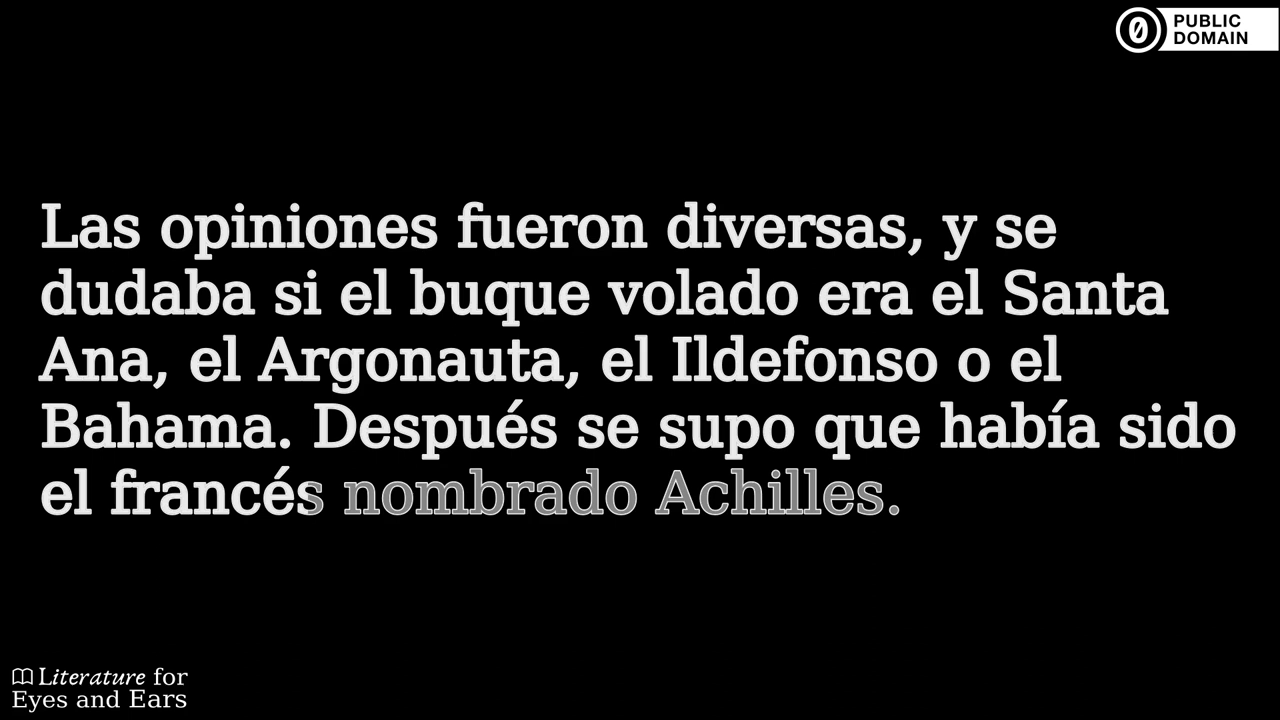 PUBLIC
DOMAIN
Las opiniones fueron diversas, y se
dudaba si el buque volado era el Santa
Ana, el Argonauta, el Ildefonso o el
Bahama. Después se supo que había sido
el francés nombrado Achilles.
Literature for
Eyes and Ears